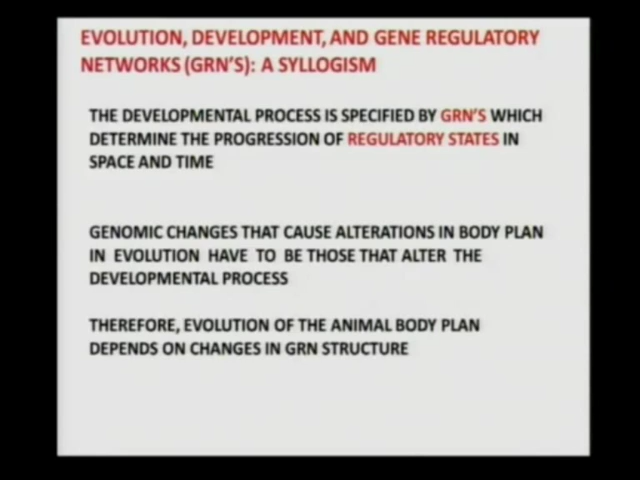 EVOLUTION, DEVELOPMENT, AND GENE REGULATORY
NETWORKS (GRN'S): A SYLLOGISM
THE DEVELOPMENTAL PROCESS IS SPECIFIED BY GRN'S WHICH
DETERMINE THE PROGRESSION OF REGULATORY STATES IN
SPACE AND TIME
GENOMIC CHANGES THAT CAUSE ALTERATIONS IN BODY PLAN
IN EVOLUTION HAVE TO BE THOSE THAT ALTER THE
DEVELOPMENTAL PROCESS
THEREFORE, EVOLUTION OF THE ANIMAL BODY PLAN
DEPENDS ON CHANGES IN GRN STRUCTURE